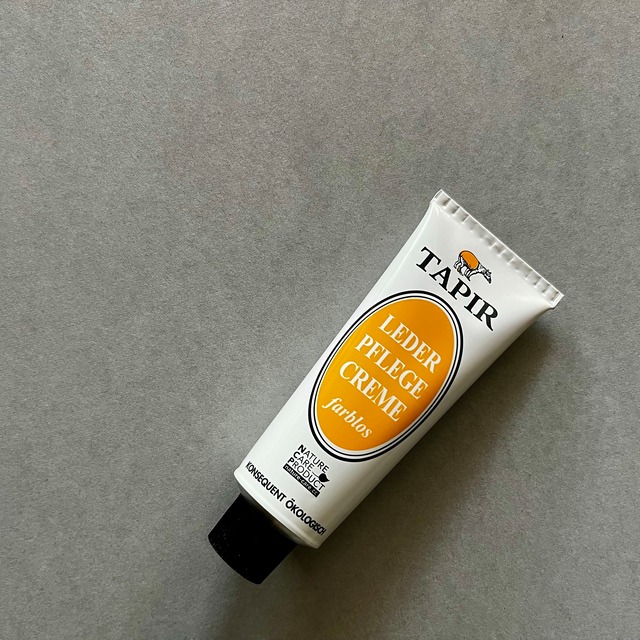 TAPIR
LEDER
PFLEGE
CREME
farblos
NATURE
CARE
PRODUCT
KONSEQUENT ÖKOLOGISCH